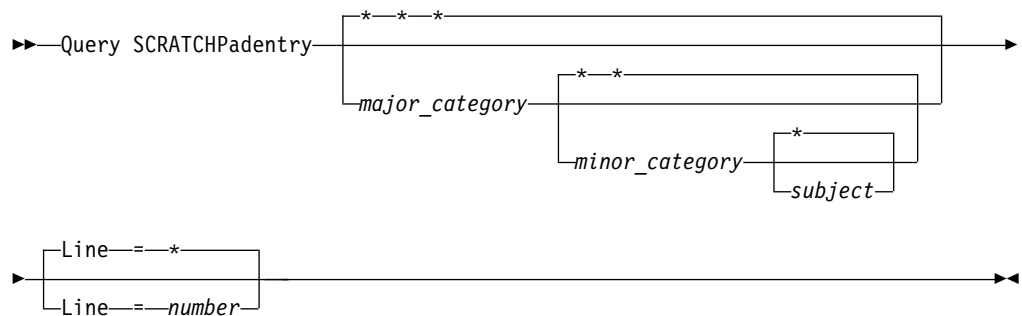 * * *
Query SCRATCHPadentry
* *
major_category
*
minor_category
subject
Line = *
Line = number